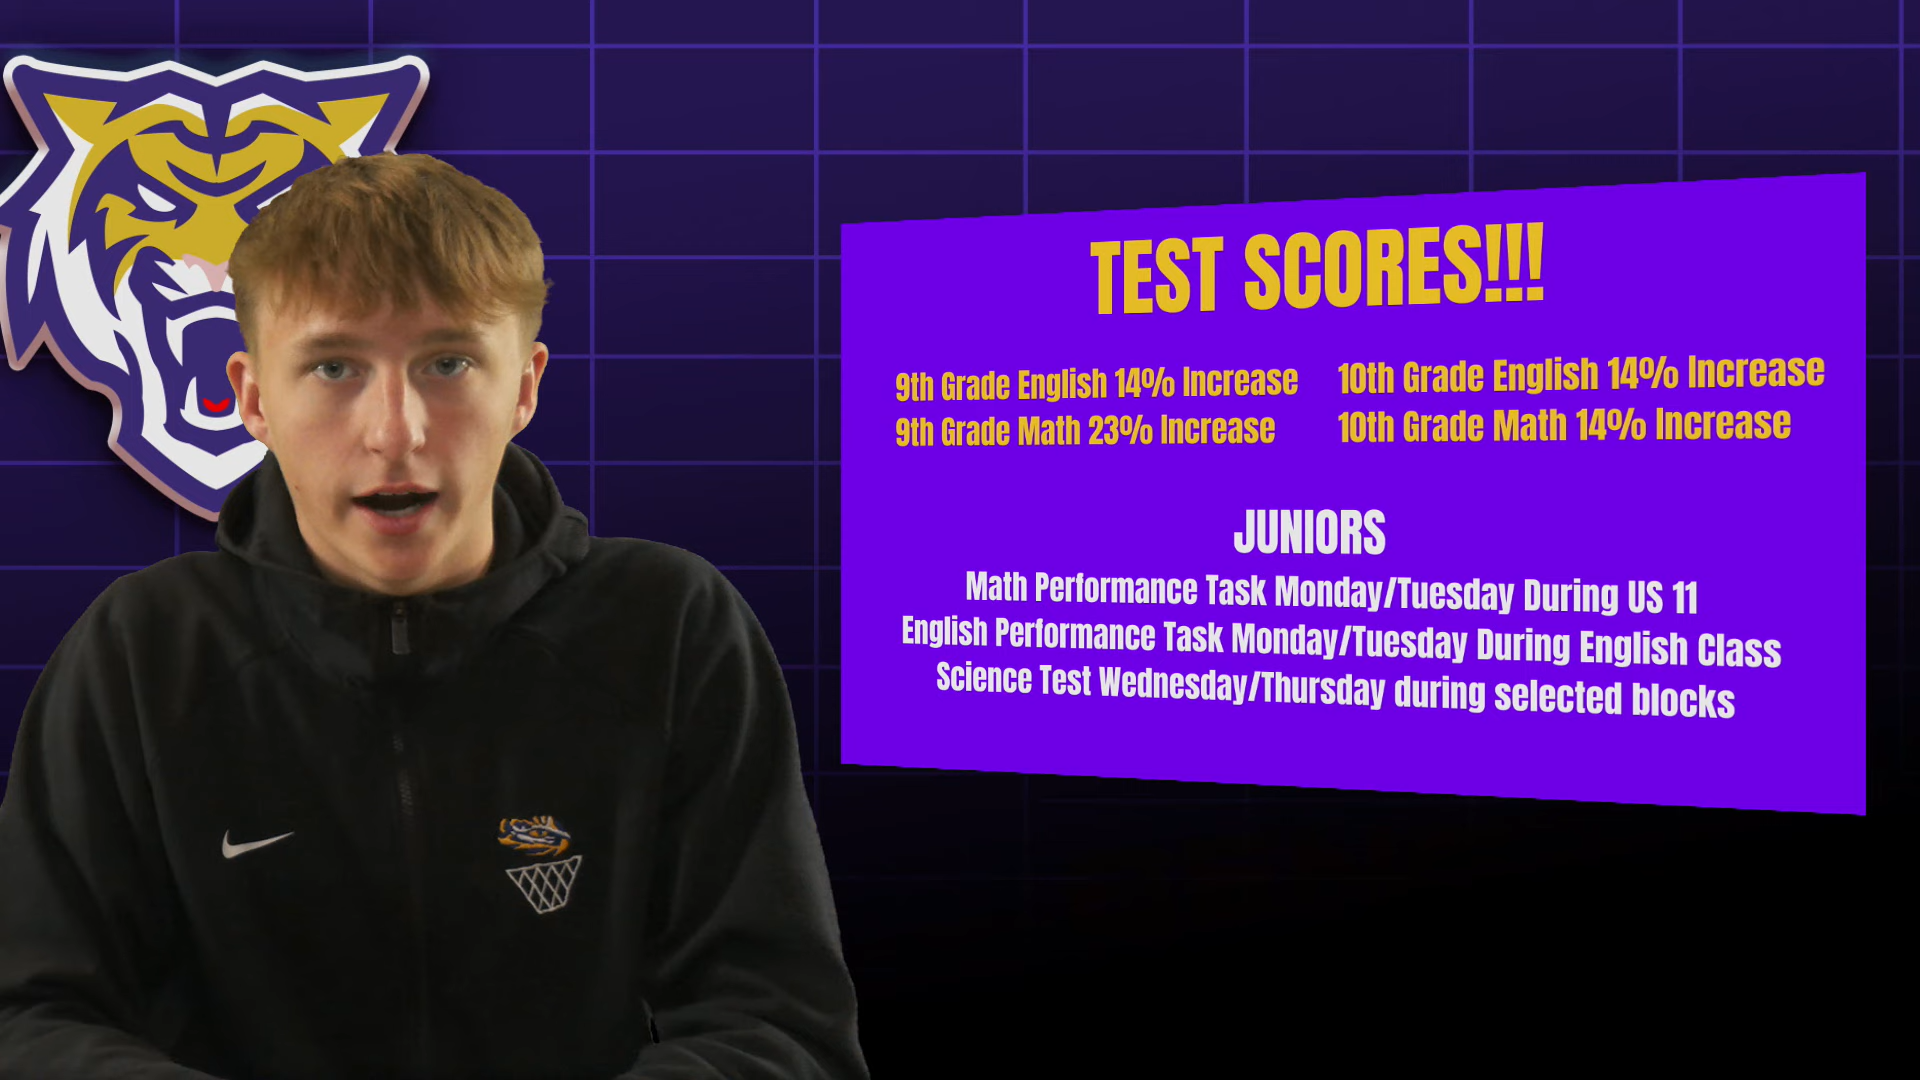 TEST SCORES!!!
9th Grade English 14% Increase
9th Grade Math 23% Increase
10th Grade English 14% Increase
10th Grade Math 14% Increase
JUNIORS
Math Performance Task Monday/Tuesday During US 11
English Performance Task Monday/Tuesday During English Class
Science Test Wednesday/Thursday during selected blocks